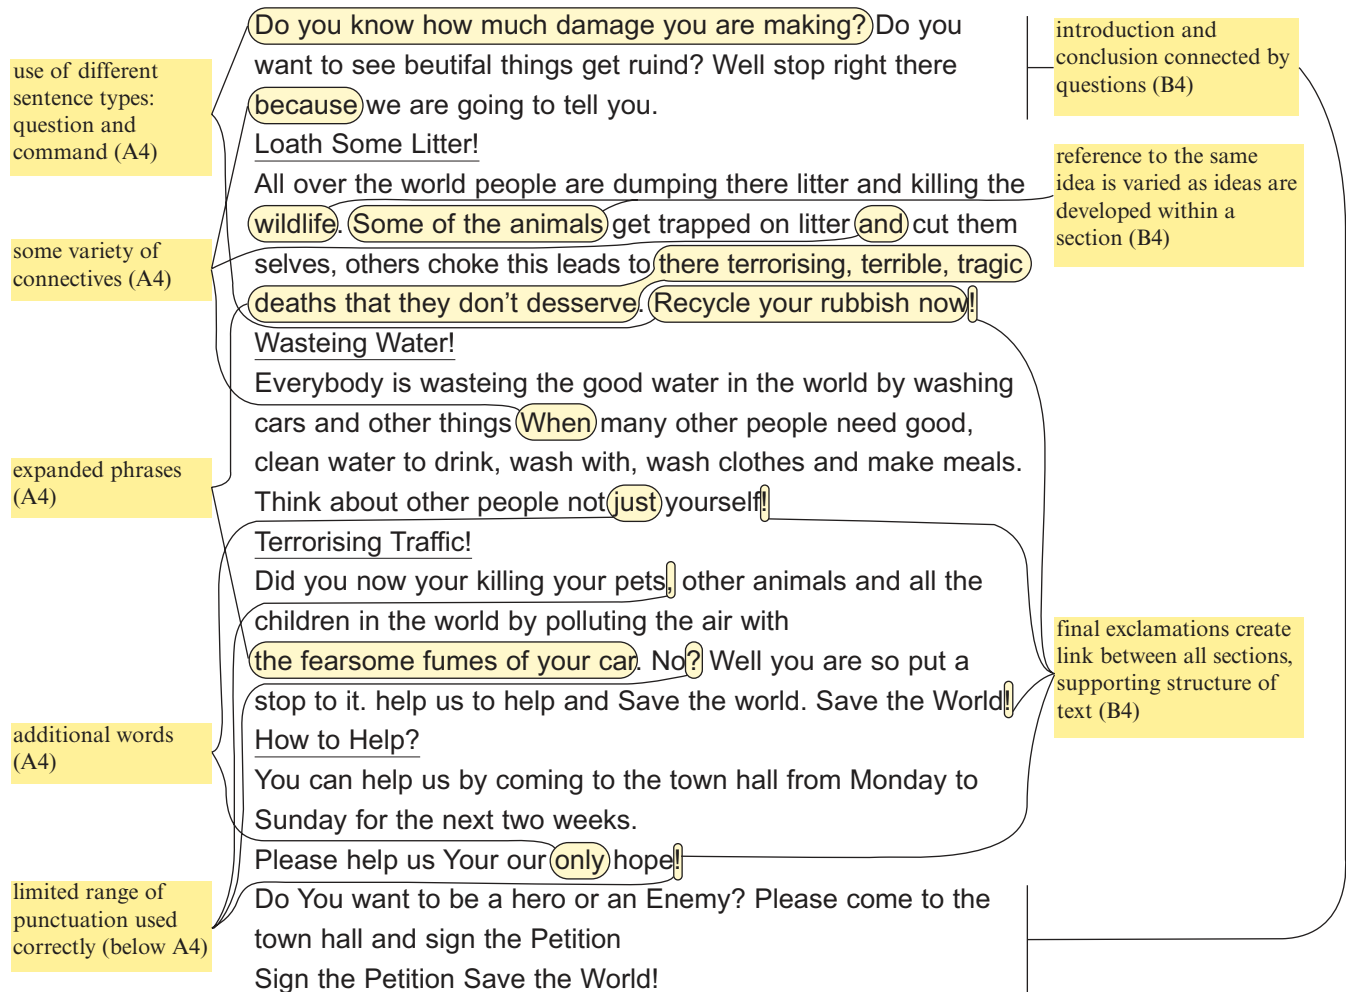 Do you know how much damage you are making? Do you
want to see beutifal things get ruind? Well stop right there
because we are going to tell you.
Loath Some Litter!
All over the world people are dumping there litter and killing the
wildlife. Some of the animals get trapped on litter and cut them
selves, others choke this leads to there terrorising, terrible, tragic
deaths that they don't desserve. Recycle your rubbish now!
Wasteing Water!
Everybody is wasteing the good water in the world by washing
cars and other things When many other people need good,
clean water to drink, wash with, wash clothes and make meals.
Think about other people not just yourself!
Terrorising Traffic!
Did you now your killing your pets, other animals and all the
children in the world by polluting the air with
the fearsome fumes of your car. No? Well you are so put a
stop to it. help us to help and Save the world. Save the World!
How to Help?
You can help us by coming to the town hall from Monday to
Sunday for the next two weeks.
Please help us Your our only hope!
Do You want to be a hero or an Enemy? Please come to the
town hall and sign the Petition
Sign the Petition Save the World!
use of different
sentence types:
question and
command (A4)
some variety of
connectives (A4)
expanded phrases
(A4)
additional words
(A4)
limited range of
punctuation used
correctly (below A4)
introduction and
conclusion connected by
questions (B4)
reference to the same
idea is varied as ideas are
developed within a
section (B4)
final exclamations create
link between all sections,
supporting structure of
text (B4)